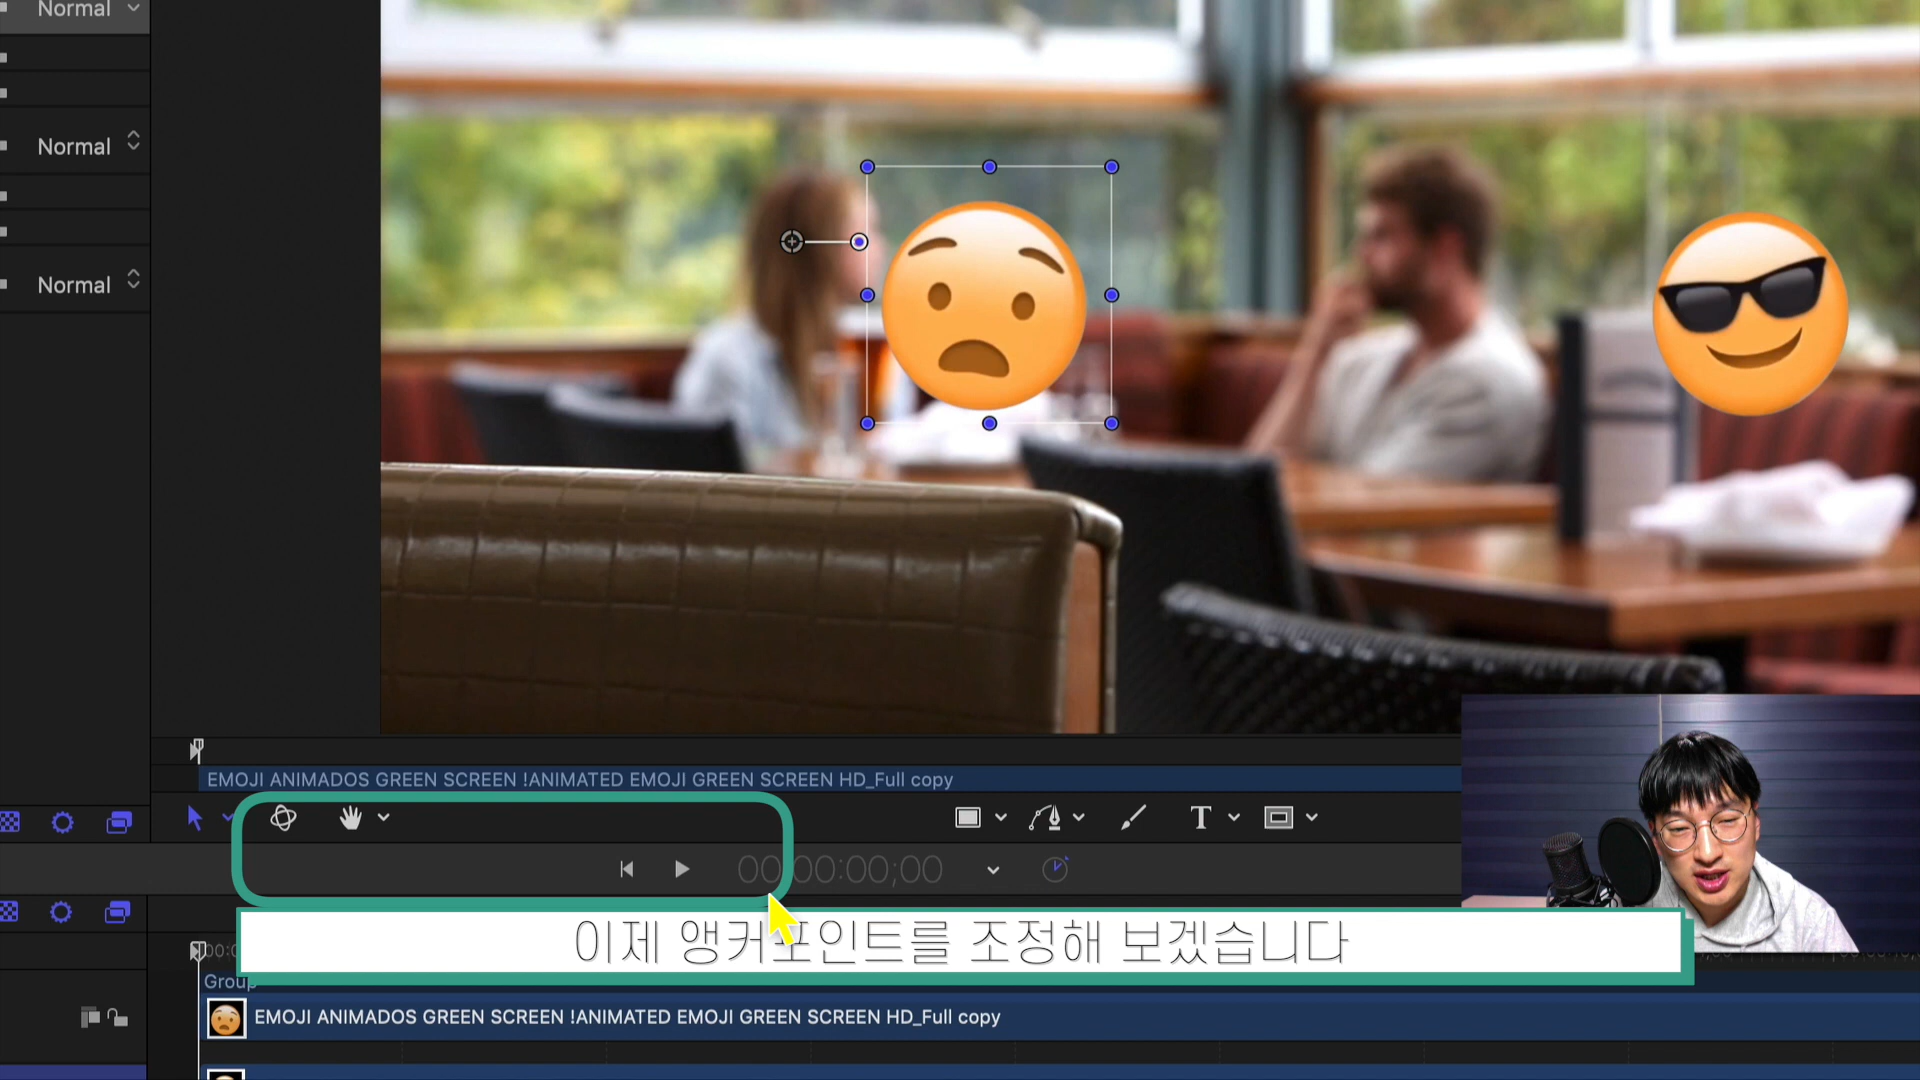 Normal
Normal
Normal
EMOJI ANIMADOS GREEN SCREEN !ANIMATED EMOJI GREEN SCREEN HD_Full copy
T
00:00:00;00
이제 앵커포인트를 조정해 보겠습니다
Group
EMOJI ANIMADOS GREEN SCREEN !ANIMATED EMOJI GREEN SCREEN HD_Full copy